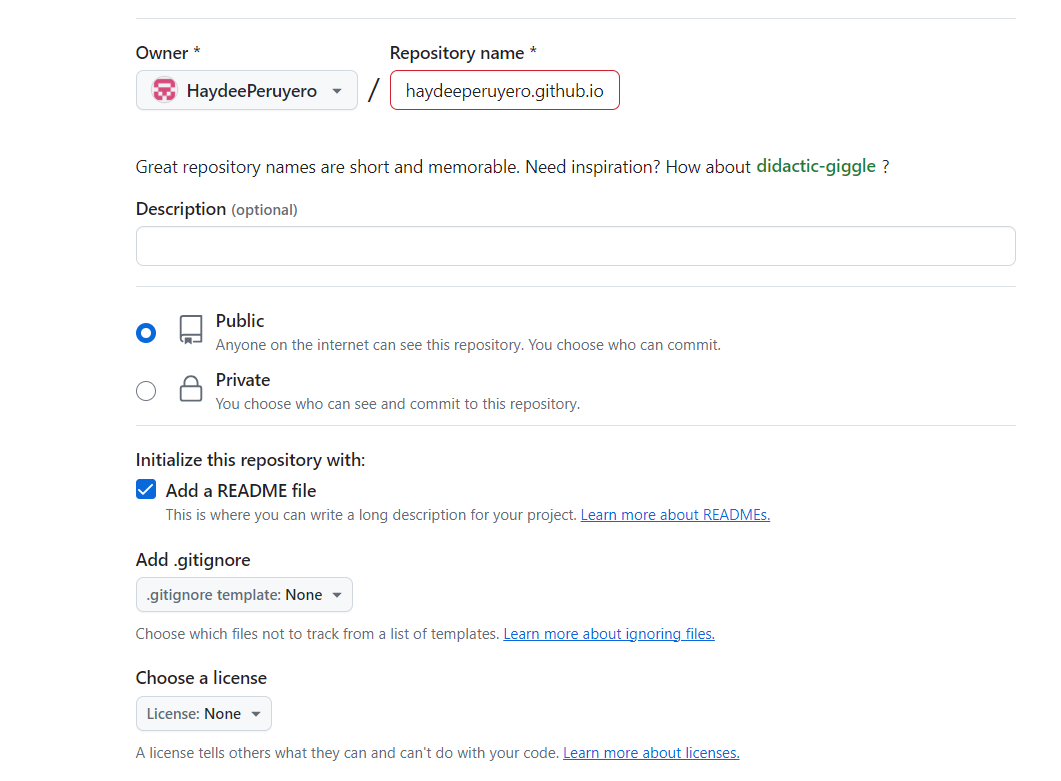 Owner * Repository name *
HaydeePeruyero / haydeeperuyero.github.io
Great repository names are short and memorable. Need inspiration? How about didactic-giggle ?
Description (optional)
Public
Anyone on the internet can see this repository. You choose who can commit.
Private
You choose who can see and commit to this repository.
Initialize this repository with:
Add a README file
This is where you can write a long description for your project. Learn more about READMEs.
Add .gitignore
.gitignore template: None
Choose which files not to track from a list of templates. Learn more about ignoring files.
Choose a license
License: None
A license tells others what they can and can't do with your code. Learn more about licenses.